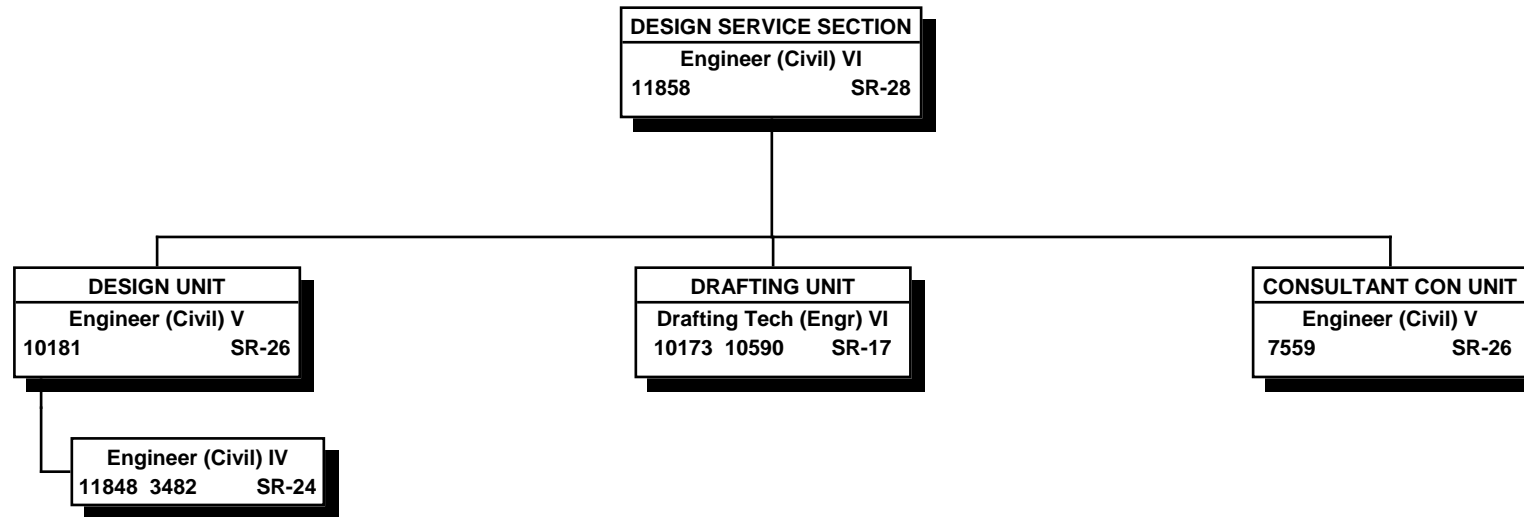 DESIGN SERVICE SECTION
Engineer (Civil) VI
11858 SR-28
DESIGN UNIT
Engineer (Civil) V
10181 SR-26
DRAFTING UNIT
Drafting Tech (Engr) VI
10173 10590 SR-17
CONSULTANT CON UNIT
Engineer (Civil) V
7559 SR-26
Engineer (Civil) IV
11848 3482 SR-24